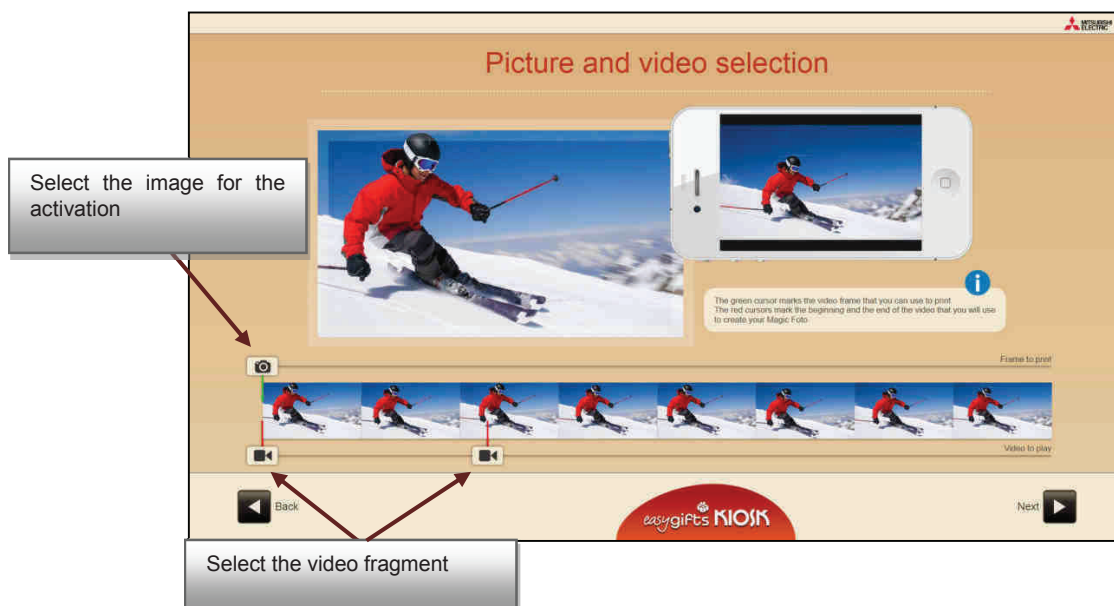 MITSUBISHI
ELECTRIC
Picture and video selection
Select the image for the
activation
The green cursor marks the video frame that you can use to print
The red cursors mark the beginning and the end of the video that you will use
to create your Magic Foto
Frame to print
Video to play
Back
easygifts KIOSK
Next
Select the video fragment